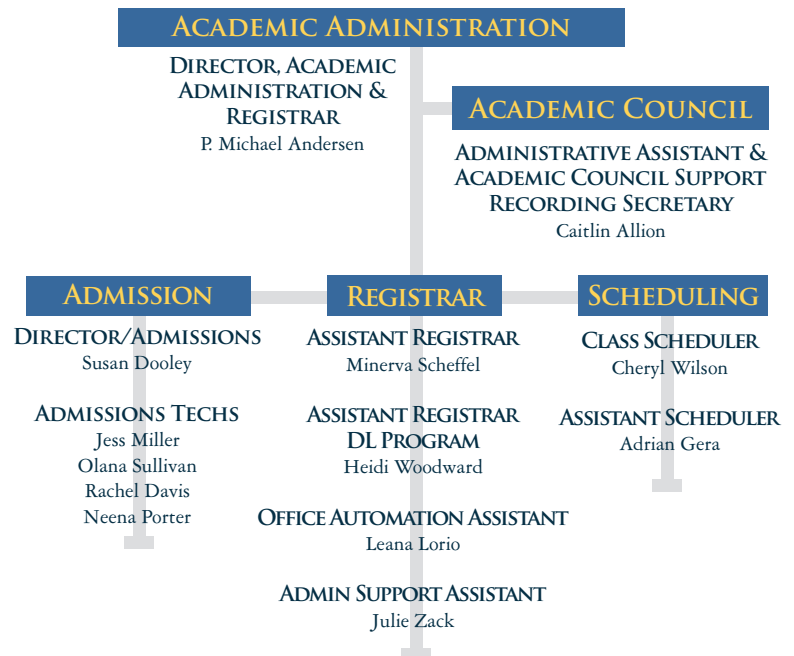 ACADEMIC ADMINISTRATION
DIRECTOR, ACADEMIC
ADMINISTRATION &
REGISTRAR
P. Michael Andersen
ACADEMIC COUNCIL
ADMINISTRATIVE ASSISTANT &
ACADEMIC COUNCIL SUPPORT
RECORDING SECRETARY
Caitlin Allion
ADMISSION
DIRECTOR/ADMISSIONS
Susan Dooley
ADMISSIONS TECHS
Jess Miller
Olana Sullivan
Rachel Davis
Neena Porter
REGISTRAR
ASSISTANT REGISTRAR
Minerva Scheffel
ASSISTANT REGISTRAR
DL PROGRAM
Heidi Woodward
OFFICE AUTOMATION ASSISTANT
Leana Lorio
ADMIN SUPPORT ASSISTANT
Julie Zack
SCHEDULING
CLASS SCHEDULER
Cheryl Wilson
ASSISTANT SCHEDULER
Adrian Gera